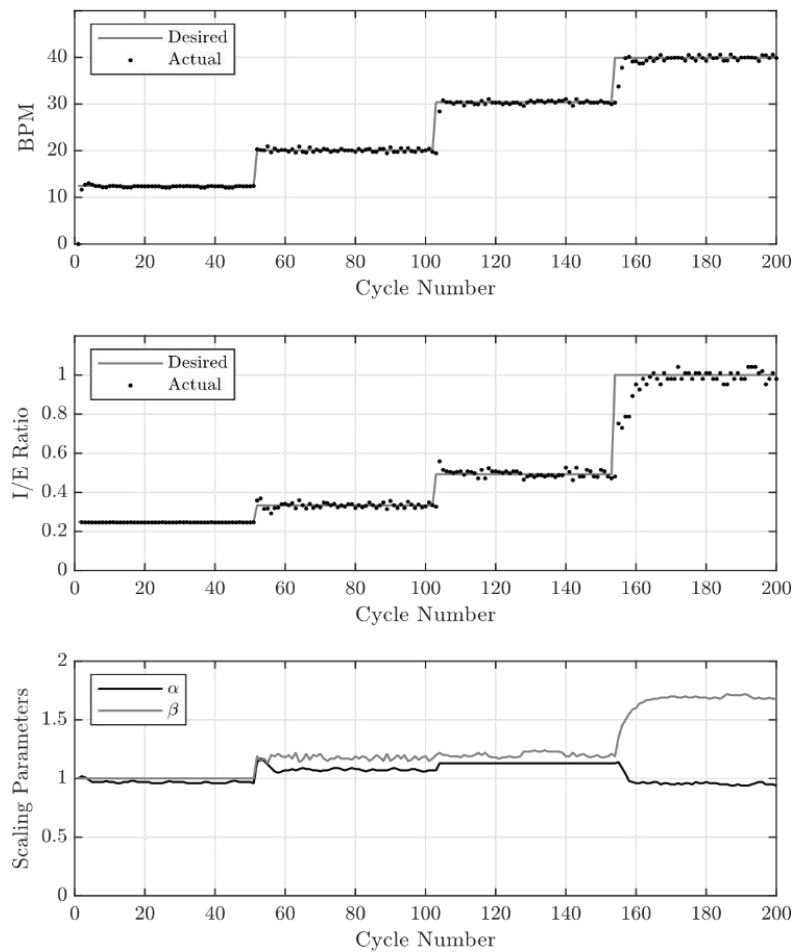 Desired
Actual
40
30
20
10
0
BPM
0 20 40 60 80 100 120 140 160 180 200
Cycle Number
Desired
Actual
1
0.8
0.6
0.4
0.2
0
I/E Ratio
0 20 40 60 80 100 120 140 160 180 200
Cycle Number
2
α
β
1.5
1
0.5
0
Scaling Parameters
0 20 40 60 80 100 120 140 160 180 200
Cycle Number